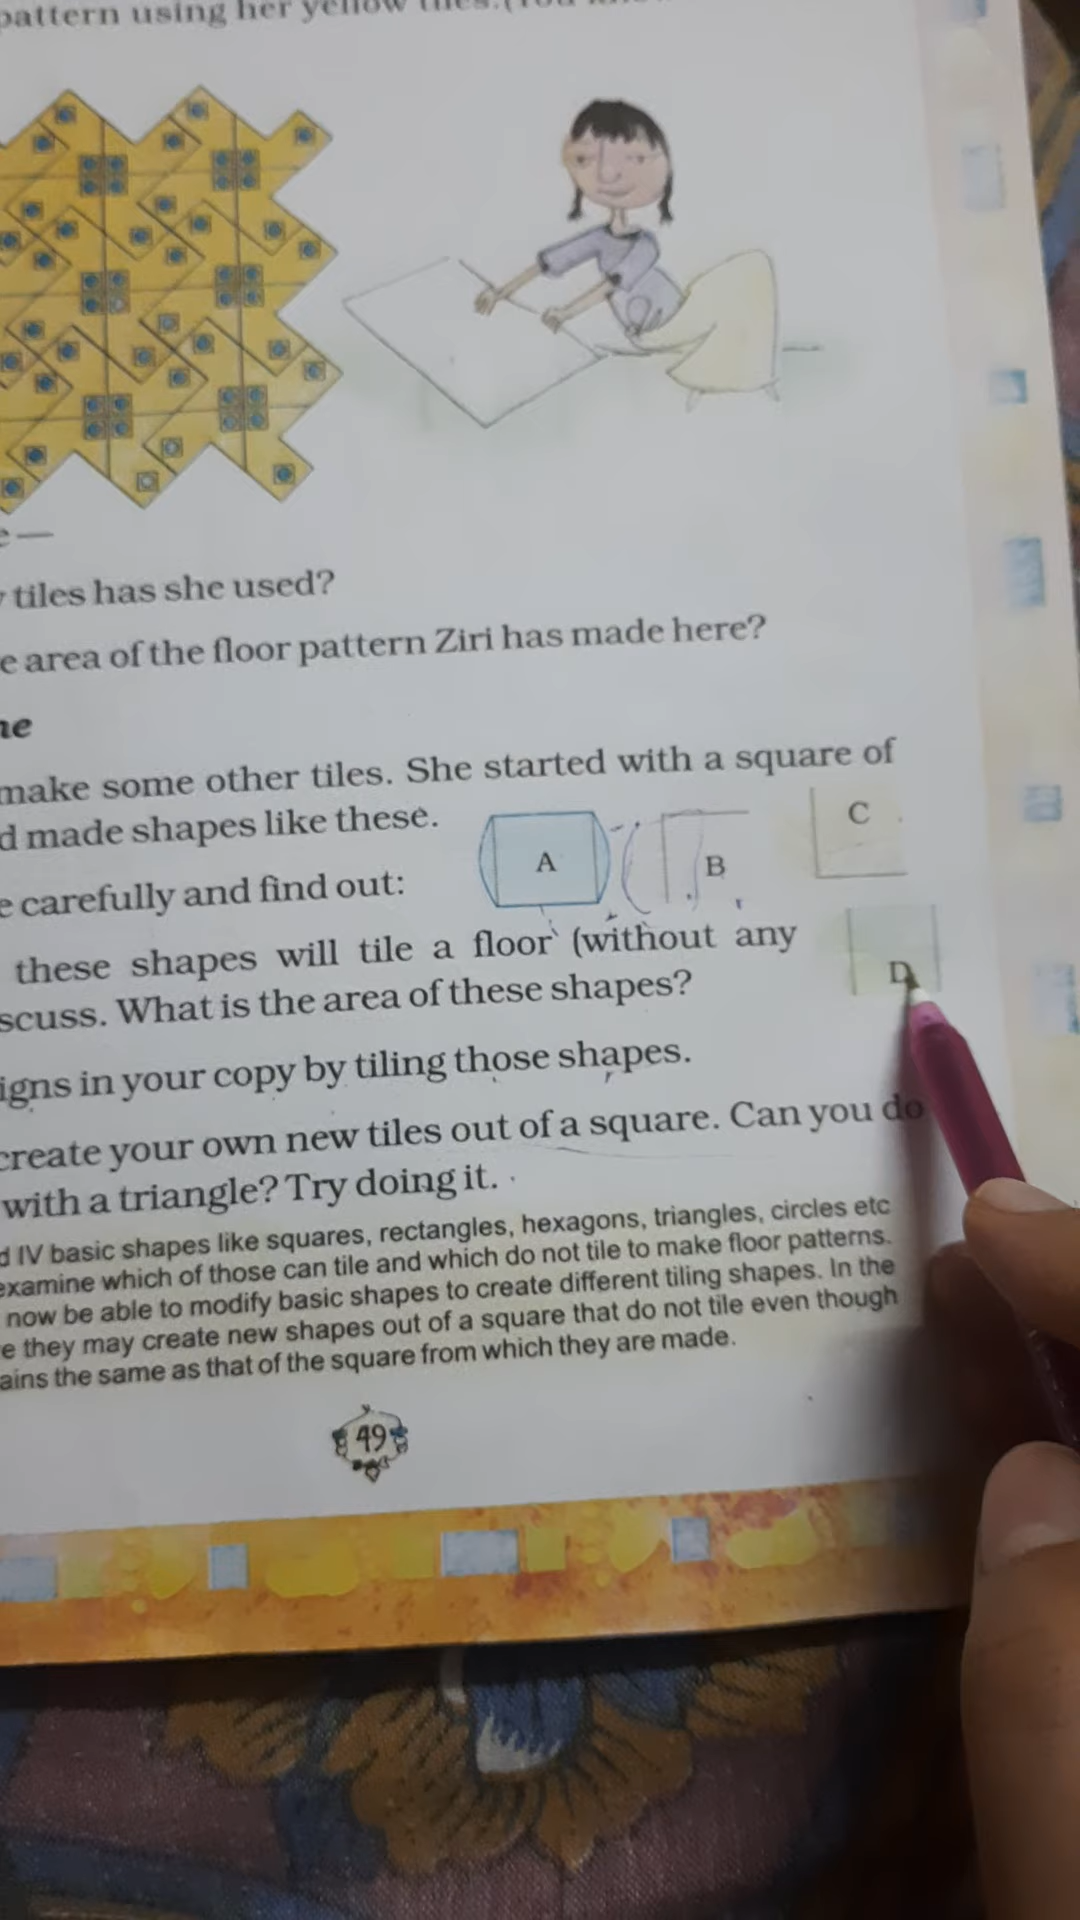 pattern using her yellow tiles.
tiles has she used?
e area of the floor pattern Ziri has made here?
ne
make some other tiles. She started with a square of
d made shapes like these.
A
B
C
e carefully and find out:
these shapes will tile a floor (without any
D
scuss. What is the area of these shapes?
igns in your copy by tiling those shapes.
create your own new tiles out of a square. Can you do
with a triangle? Try doing it.
d IV basic shapes like squares, rectangles, hexagons, triangles, circles etc
examine which of those can tile and which do not tile to make floor patterns.
now be able to modify basic shapes to create different tiling shapes. In the
e they may create new shapes out of a square that do not tile even though
ains the same as that of the square from which they are made.
49